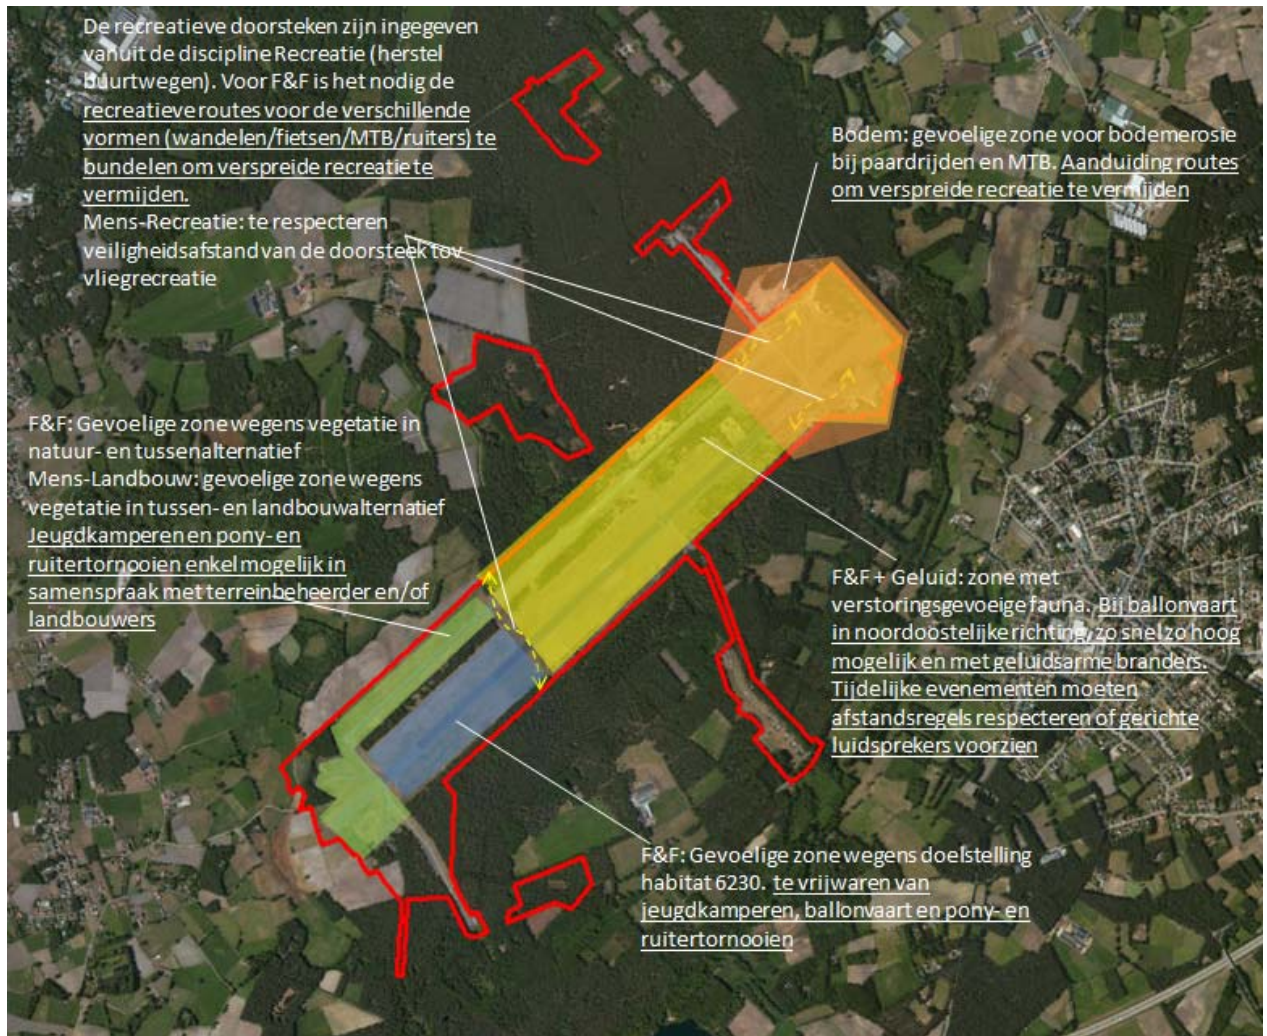 De recreatieve doorsteken zijn ingegeven
vanuit de discipline Recreatie (herstel
buurtwegen). Voor F&F is het nodig de
recreatieve routes voor de verschillende
vormen (wandelen/fietsen/MTB/ruiters) te
bundelen om verspreide recreatie te
vermijden.
Mens-Recreatie: te respecteren
veiligheidsafstand van de doorsteek tov
vliegrecreatie
Bodem: gevoelige zone voor bodemerosie
bij paardrijden en MTB. Aanduiding routes
om verspreide recreatie te vermijden
F&F: Gevoelige zone wegens vegetatie in
natuur- en tussenalternatief
Mens-Landbouw: gevoelige zone wegens
vegetatie in tussen- en landbouwalternatief
Jeugdkamperen en pony- en
ruitertornooien enkel mogelijk in
samenspraak met terreinbeheerder en/of
landbouwers
F&F + Geluid: zone met
verstoringsgevoeige fauna. Bij ballonvaart
in noordoostelijke richting, zo snel zo hoog
mogelijk en met geluidsarme branders.
Tijdelijke evenementen moeten
afstandsregels respecteren of gerichte
luidsprekers voorzien
F&F: Gevoelige zone wegens doelstelling
habitat 6230. te vrijwaren van
jeugdkamperen, ballonvaart en pony- en
ruitertornooien